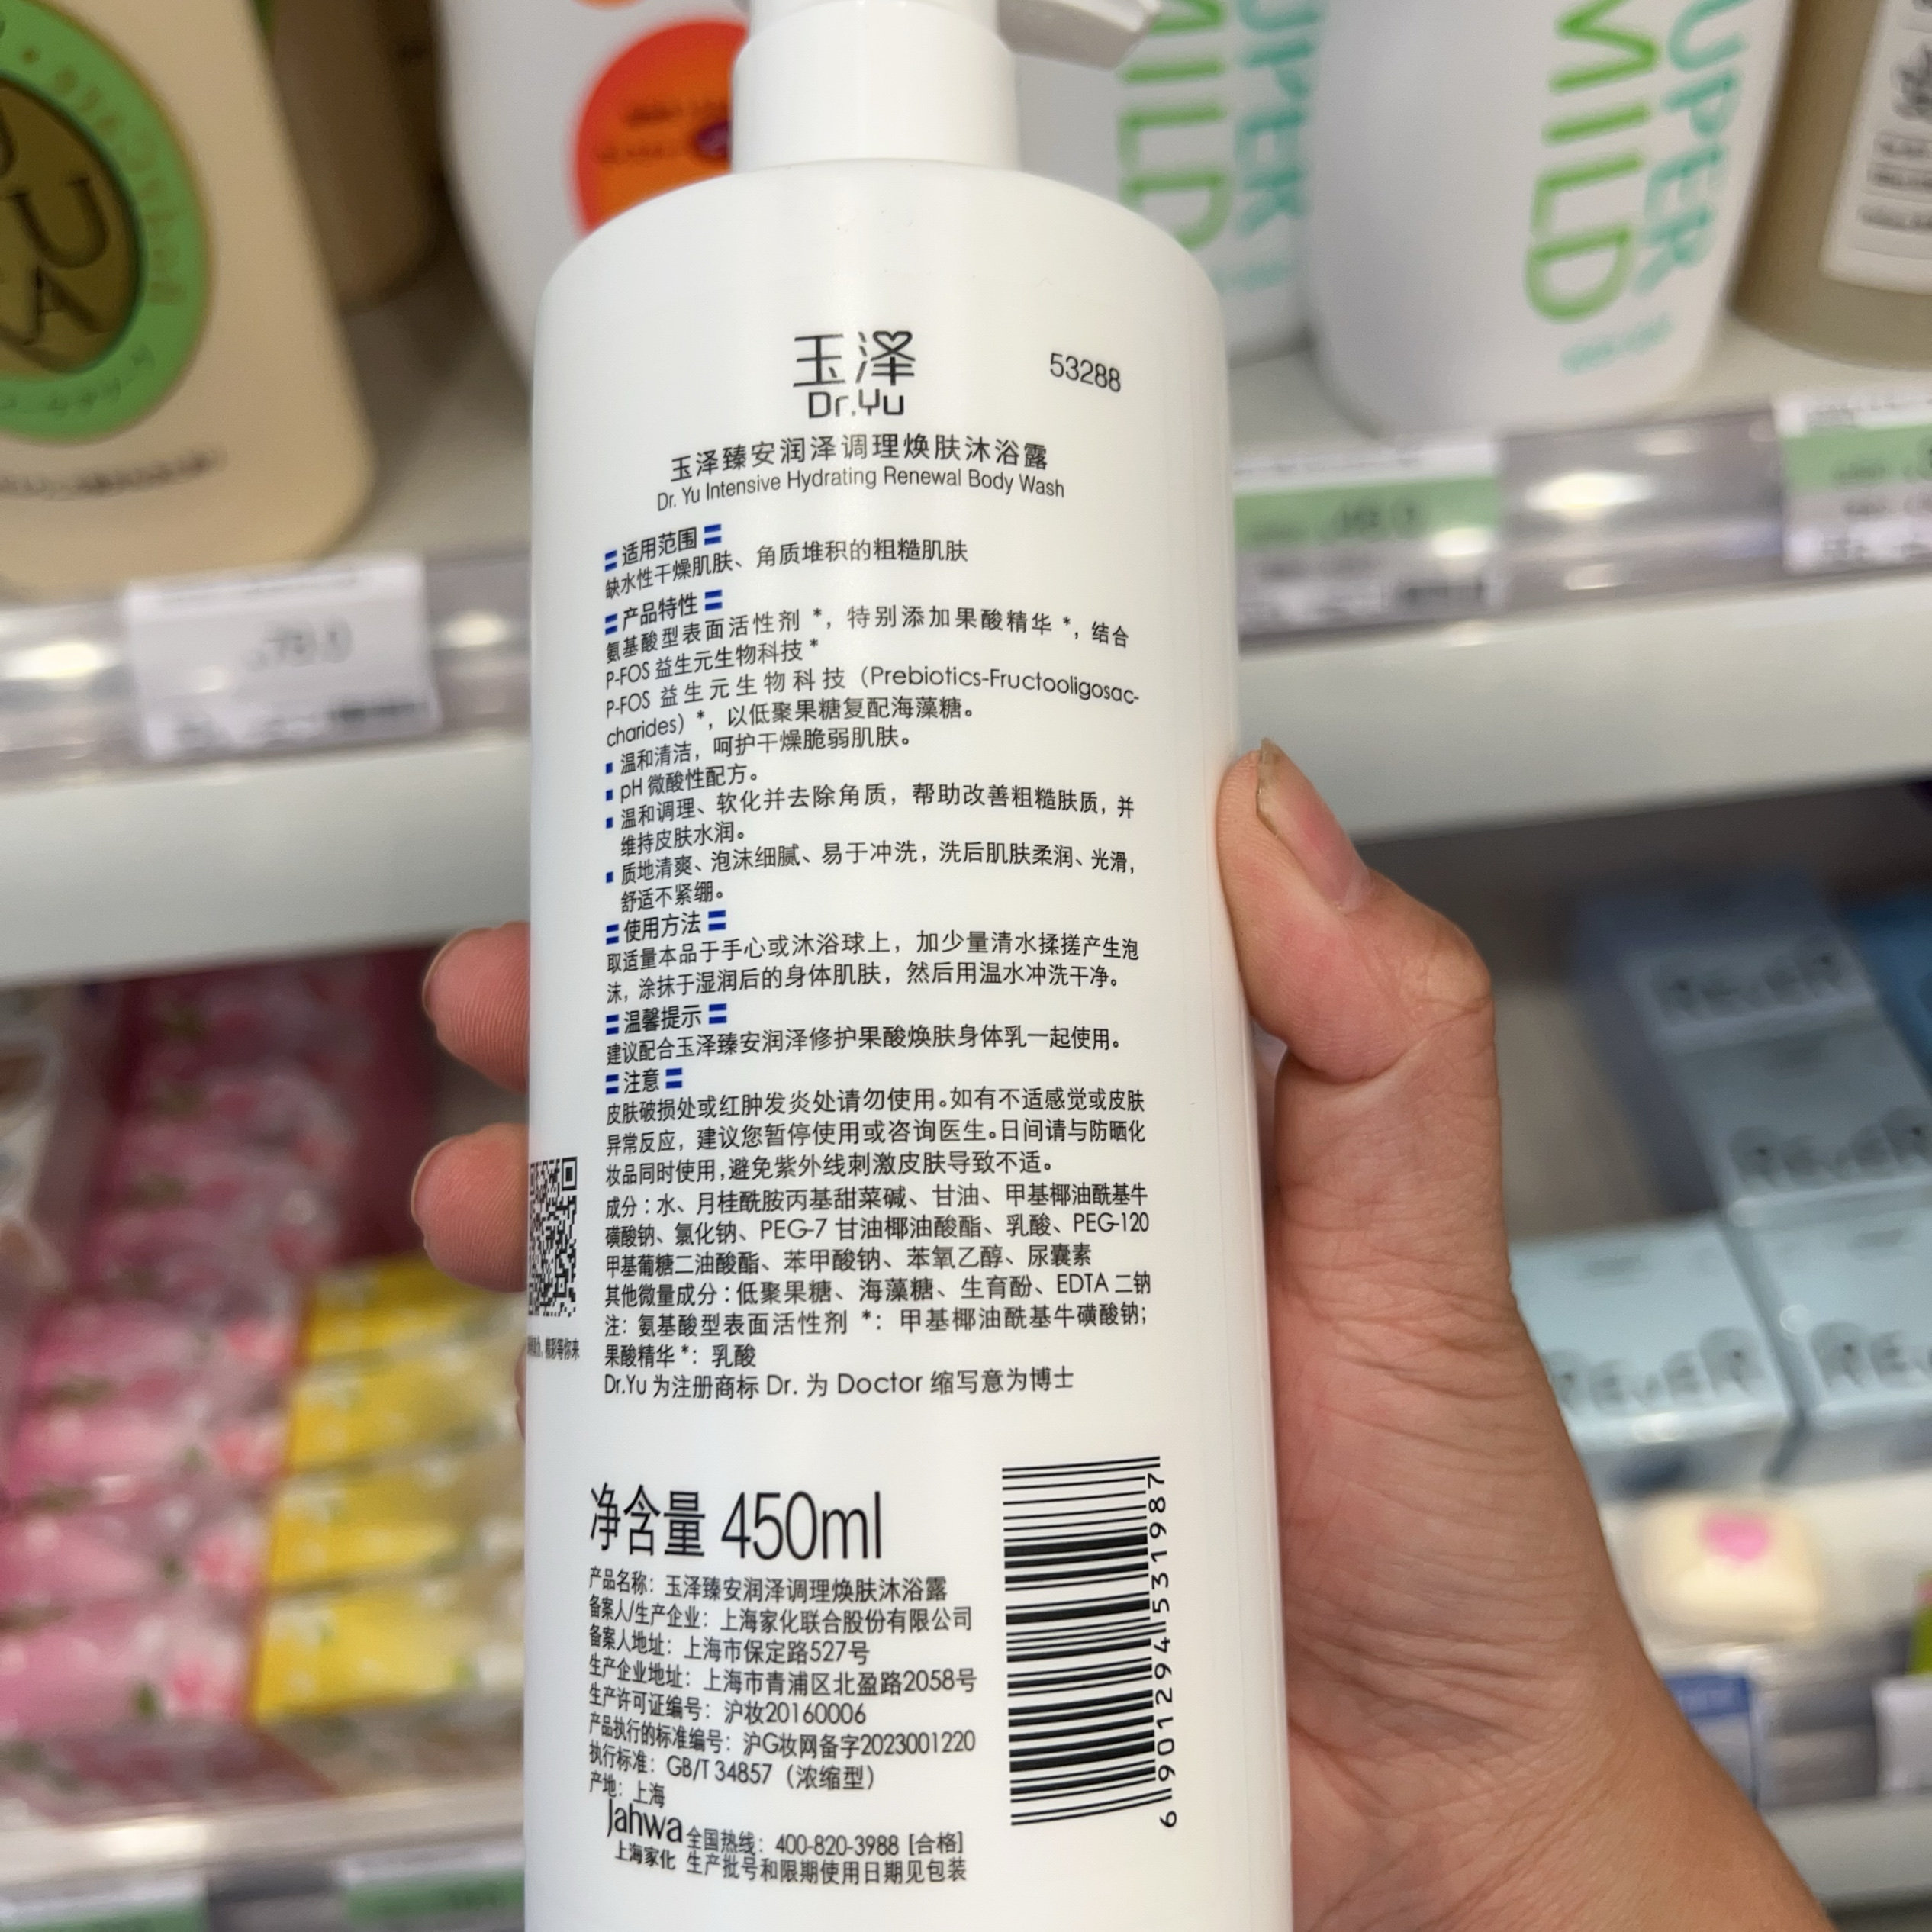 SUPER
MILD
UPER
MILD
玉泽
Dr.Yu
53288
玉泽臻安润泽调理焕肤沐浴露
Dr. Yu Intensive Hydrating Renewal Body Wash
适用范围
缺水性干燥肌肤、角质堆积的粗糙肌肤
产品特性
氨基酸型表面活性剂 *，特别添加果酸精华 *，结合
P-FOS 益生元生物科技 *
P-FOS 益生元生物科技（Prebiotics-Fructooligosac-
charides）*，以低聚果糖复配海藻糖。
温和清洁，呵护干燥脆弱肌肤。
pH 微酸性配方。
温和调理、软化并去除角质，帮助改善粗糙肤质，并
维持皮肤水润。
质地清爽、泡沫细腻、易于冲洗，洗后肌肤柔润、光滑，
舒适不紧绷。
使用方法
取适量本品于手心或沐浴球上，加少量清水揉搓产生泡
沫，涂抹于湿润后的身体肌肤，然后用温水冲洗干净。
温馨提示
建议配合玉泽臻安润泽修护果酸焕肤身体乳一起使用。
注意
皮肤破损处或红肿发炎处请勿使用。如有不适感觉或皮肤
异常反应，建议您暂停使用或咨询医生。日间请与防晒化
妆品同时使用，避免紫外线刺激皮肤导致不适。
成分：水、月桂酰胺丙基甜菜碱、甘油、甲基椰油酰基牛
磺酸钠、氯化钠、PEG-7 甘油椰油酸酯、乳酸、PEG-120
甲基葡糖二油酸酯、苯甲酸钠、苯氧乙醇、尿囊素
其他微量成分：低聚果糖、海藻糖、生育酚、EDTA 二钠
注：氨基酸型表面活性剂 *：甲基椰油酰基牛磺酸钠；
果酸精华 *：乳酸
Dr.Yu 为注册商标 Dr. 为 Doctor 缩写意为博士
精彩等你来
净含量 450ml
产品名称：玉泽臻安润泽调理焕肤沐浴露
备案人/生产企业：上海家化联合股份有限公司
备案人地址：上海市保定路527号
生产企业地址：上海市青浦区北盈路2058号
生产许可证编号：沪妆20160006
产品执行的标准编号：沪G妆网备字2023001220
执行标准：GB/T 34857（浓缩型）
产地：上海
Jahwa
上海家化
全国热线：400-820-3988 [合格]
生产批号和限期使用日期见包装
6 901294 531987
ReVeR
ReVeR
ReVeR
ReVeR